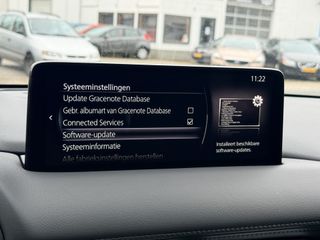 11:22
Systeeminstellingen
Update Gracenote Database
Gebr. albumart van Gracenote Database
Connected Services
Software-update
Systeeminformatie
Alle fabrieksinstellingen herstellen
Installeert beschikbare
software-updates.